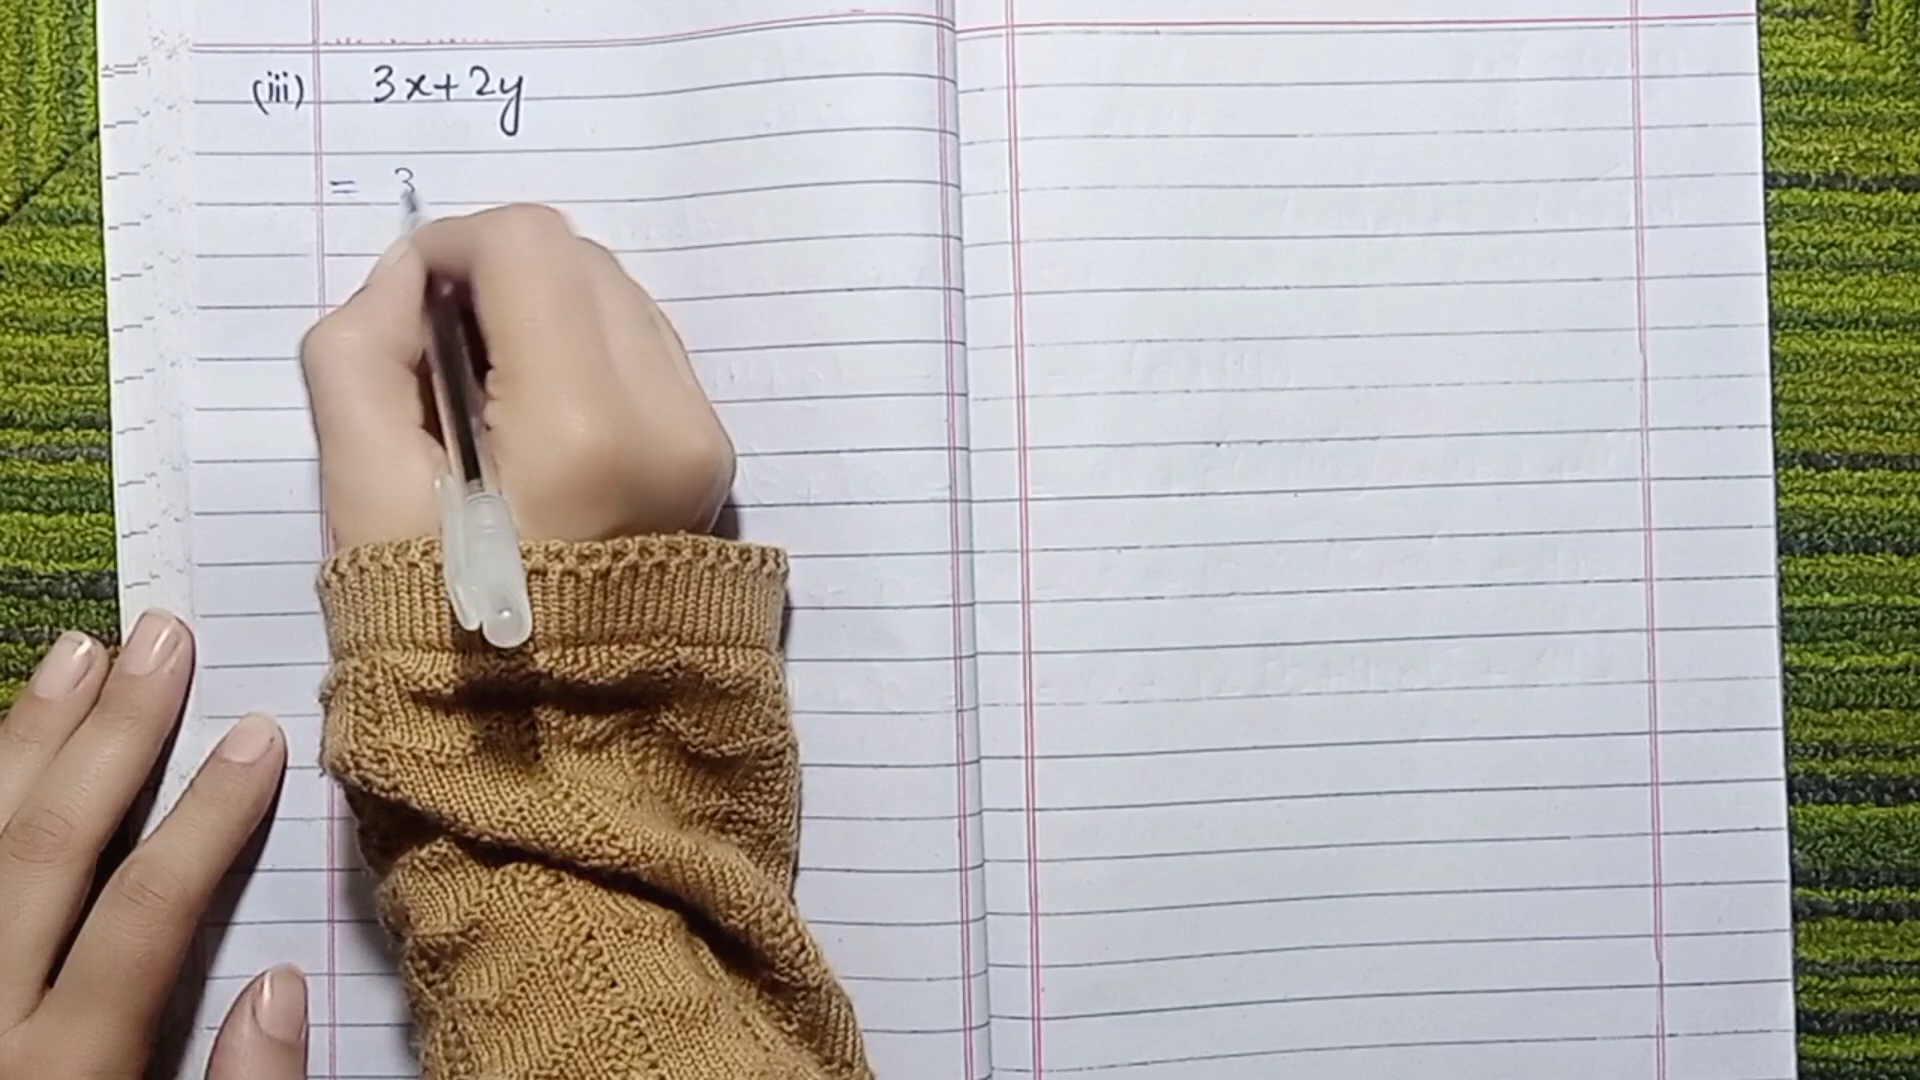 (iii) 3x+2y
= 3